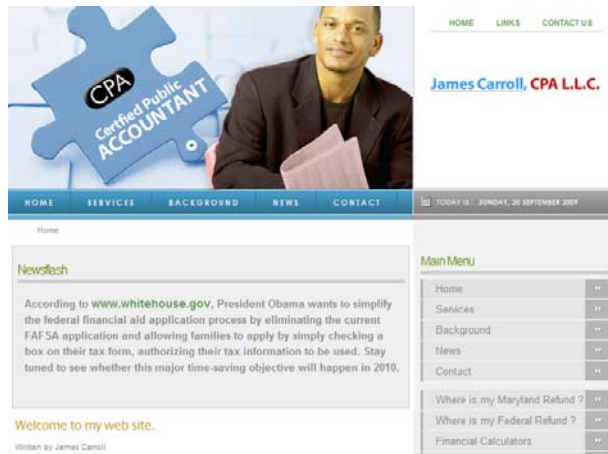 HOME LINKS CONTACT US
CPA
Certfied Public
ACCOUNTANT
James Carroll, CPA L.L.C.
HOME SERVICES BACKGROUND NEWS CONTACT
TODAY IS : SUNDAY, 20 SEPTEMBER 2009
Home
Newsflash
According to www.whitehouse.gov, President Obama wants to simplify
the federal financial aid application process by eliminating the current
FAFSA application and allowing families to apply by simply checking a
box on their tax form, authorizing their tax information to be used. Stay
tuned to see whether this major time-saving objective will happen in 2010.
Welcome to my web site.
Written by James Carroll
Main Menu
Home
Services
Background
News
Contact
Where is my Maryland Refund ?
Where is my Federal Refund ?
Financial Calculators